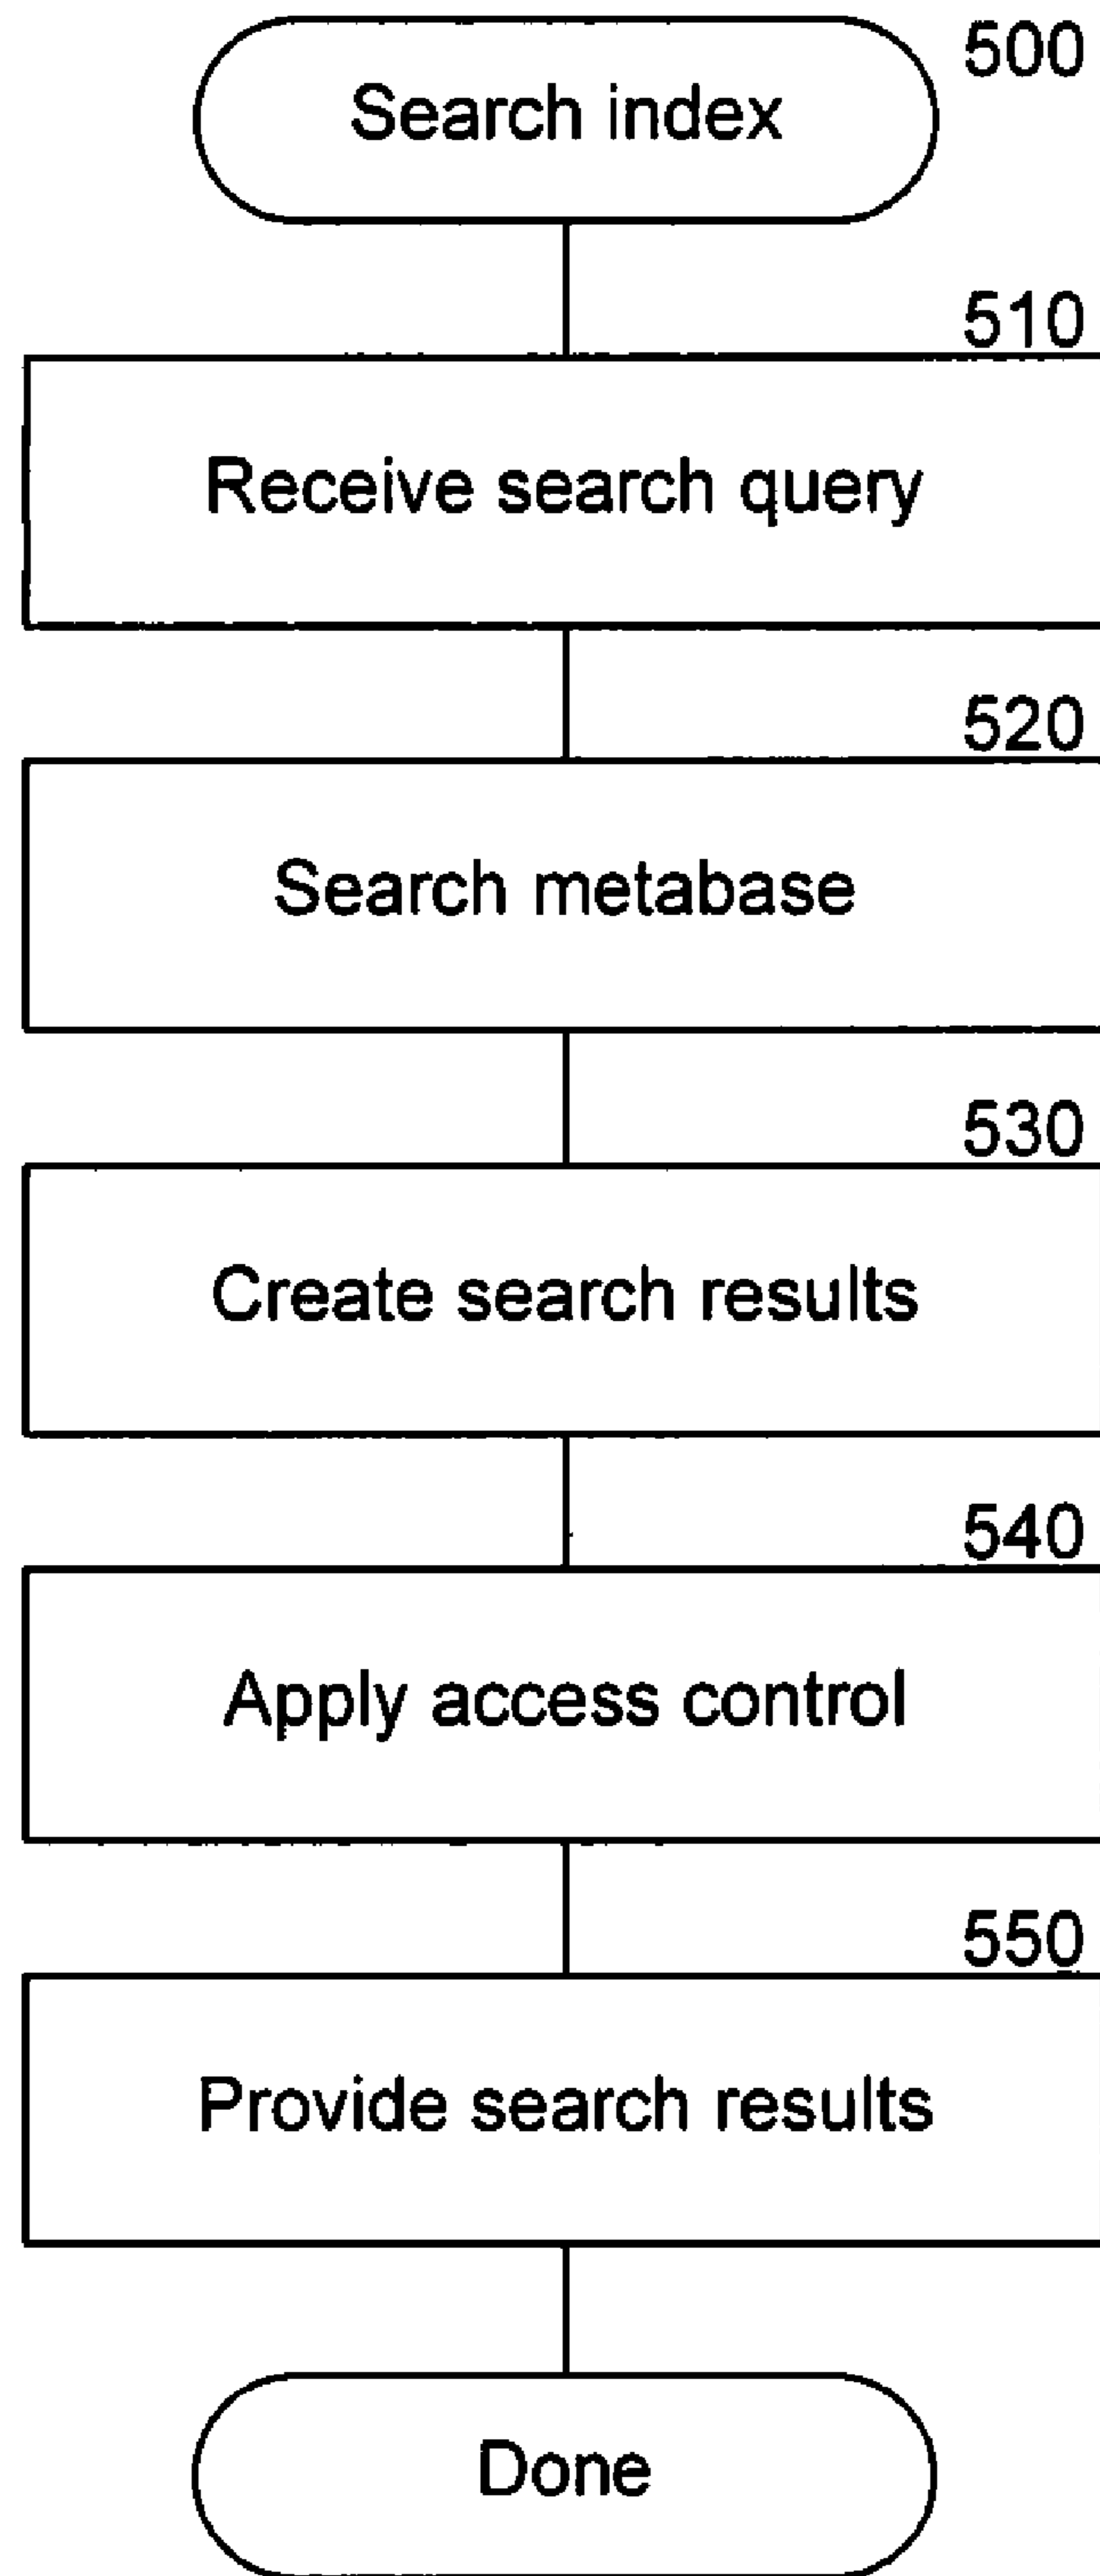 500
Search index
510
Receive search query
520
Search metabase
530
Create search results
540
Apply access control
550
Provide search results
Done